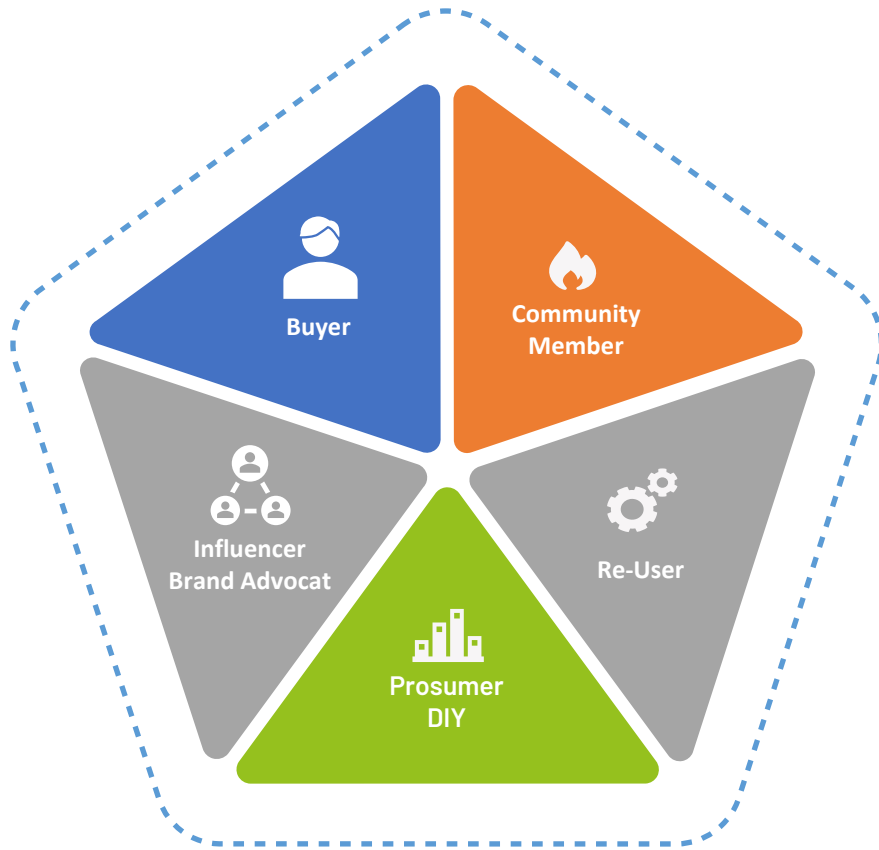 Buyer
Community
Member
Influencer
Brand Advocat
Re-User
Prosumer
DIY